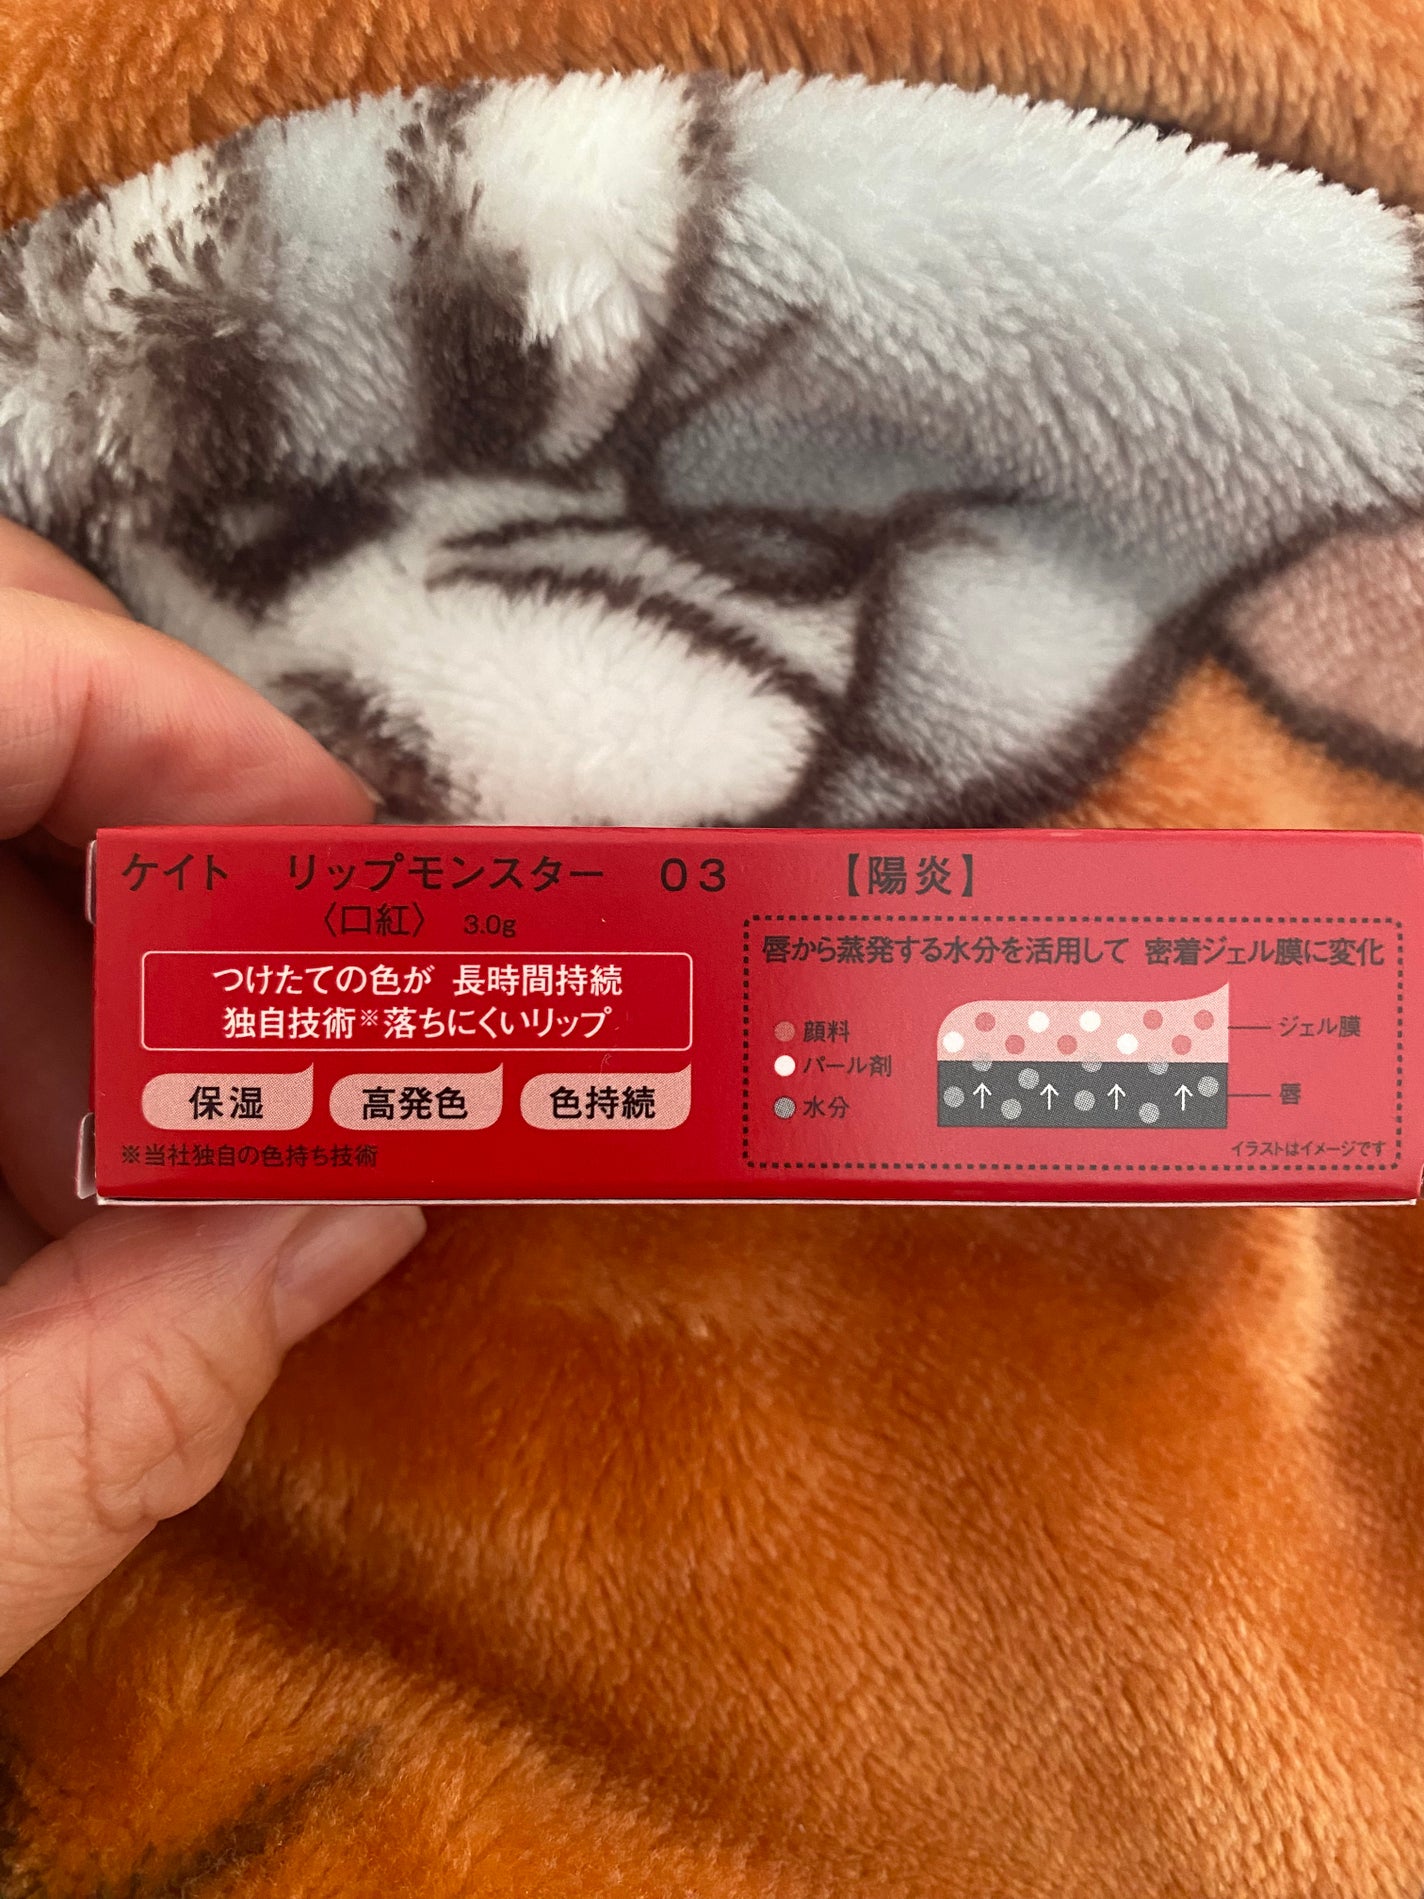 ケイト リップモンスター 03 【陽炎】
〈口紅〉 3.0g
つけたての色が 長時間持続
独自技術※落ちにくいリップ
保湿 高発色 色持続
※当社独自の色持ち技術
唇から蒸発する水分を活用して 密着ジェル膜に変化
顔料
パール剤
水分
ジェル膜
唇
イラストはイメージです